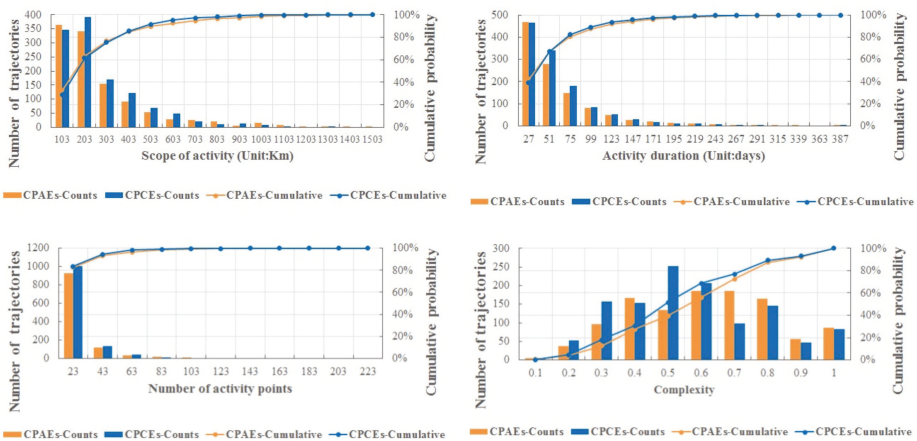 Number of trajectories
400
350
300
250
200
150
100
50
0
100%
80%
60%
40%
20%
0%
Cumulative probability
103 203 303 403 503 603 703 803 903 1003 1103 1203 1303 1403 1503
Scope of activity (Unit:Km)
CPAEs-Counts CPCEs-Counts CPAEs-Cumulative CPCEs-Cumulative
Number of trajectories
500
400
300
200
100
0
100%
80%
60%
40%
20%
0%
Cumulative probability
27 51 75 99 123 147 171 195 219 243 267 291 315 339 363 387
Activity duration (Unit:days)
CPAEs-Counts CPCEs-Counts CPAEs-Cumulative CPCEs-Cumulative
Number of trajectories
1200
1000
800
600
400
200
0
100%
80%
60%
40%
20%
0%
Cumulative probability
23 43 63 83 103 123 143 163 183 203 223
Number of activity points
CPAEs-Counts CPCEs-Counts CPAEs-Cumulative CPCEs-Cumulative
Number of trajectories
300
250
200
150
100
50
0
100%
80%
60%
40%
20%
0%
Cumulative probability
0.1 0.2 0.3 0.4 0.5 0.6 0.7 0.8 0.9 1
Complexity
CPAEs-Counts CPCEs-Counts CPAEs-Cumulative CPCEs-Cumulative